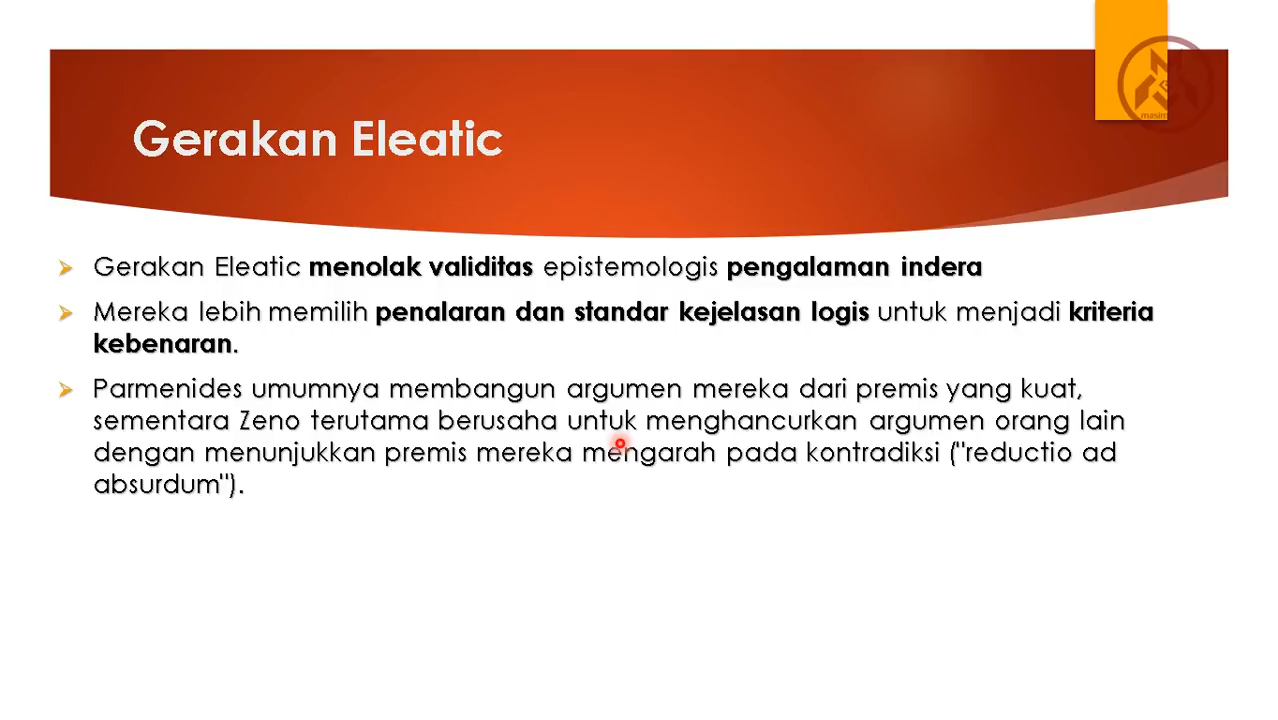 Gerakan Eleatic
Gerakan Eleatic menolak validitas epistemologis pengalaman indera
Mereka lebih memilih penalaran dan standar kejelasan logis untuk menjadi kriteria
kebenaran.
Parmenides umumnya membangun argumen mereka dari premis yang kuat,
sementara Zeno terutama berusaha untuk menghancurkan argumen orang lain
dengan menunjukkan premis mereka mengarah pada kontradiksi ("reductio ad
absurdum").
masim